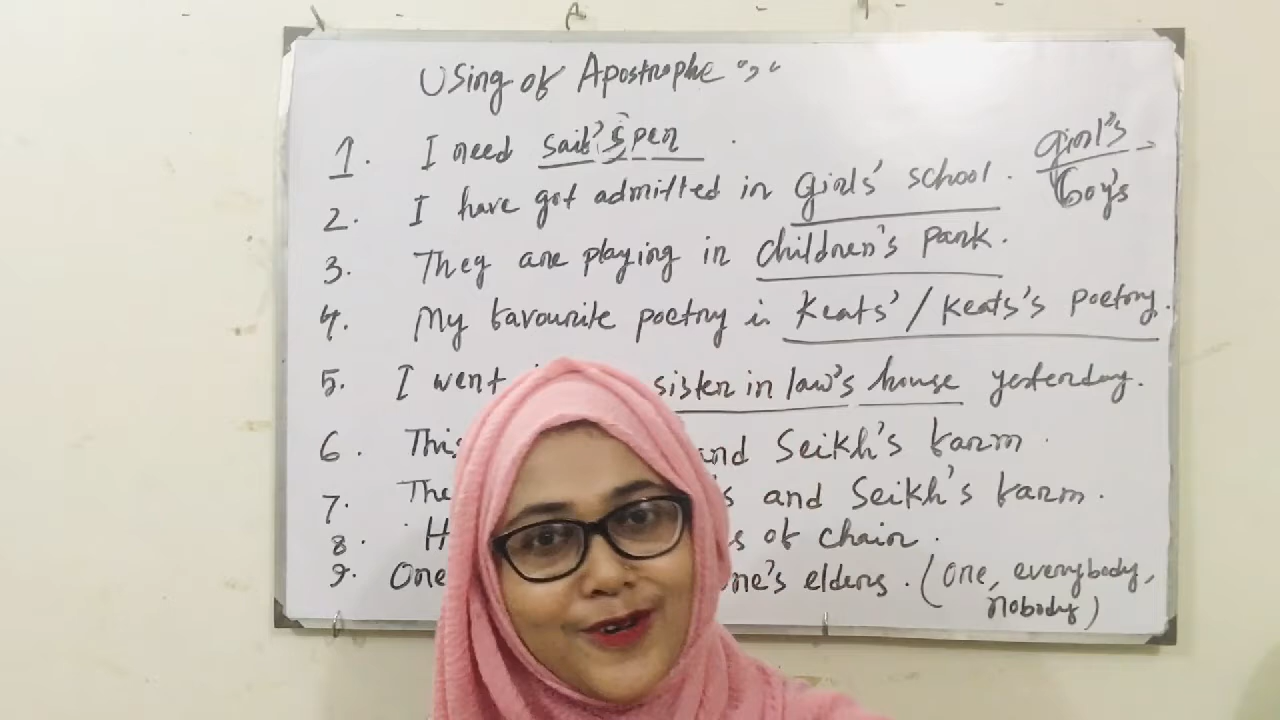 Using of Apostrophe
1. I need Saib's pen.
2. I have got admitted in girls' school. girl's
boy's
3. They are playing in children's park.
4. My favourite poetry is Keats' / Keats's poetry.
5. I went sister in law's house yesterday.
6. This and Seikh's farm.
7. The and Seikh's farm.
8. of chair.
9. One elders. (One, everybody,
nobody)